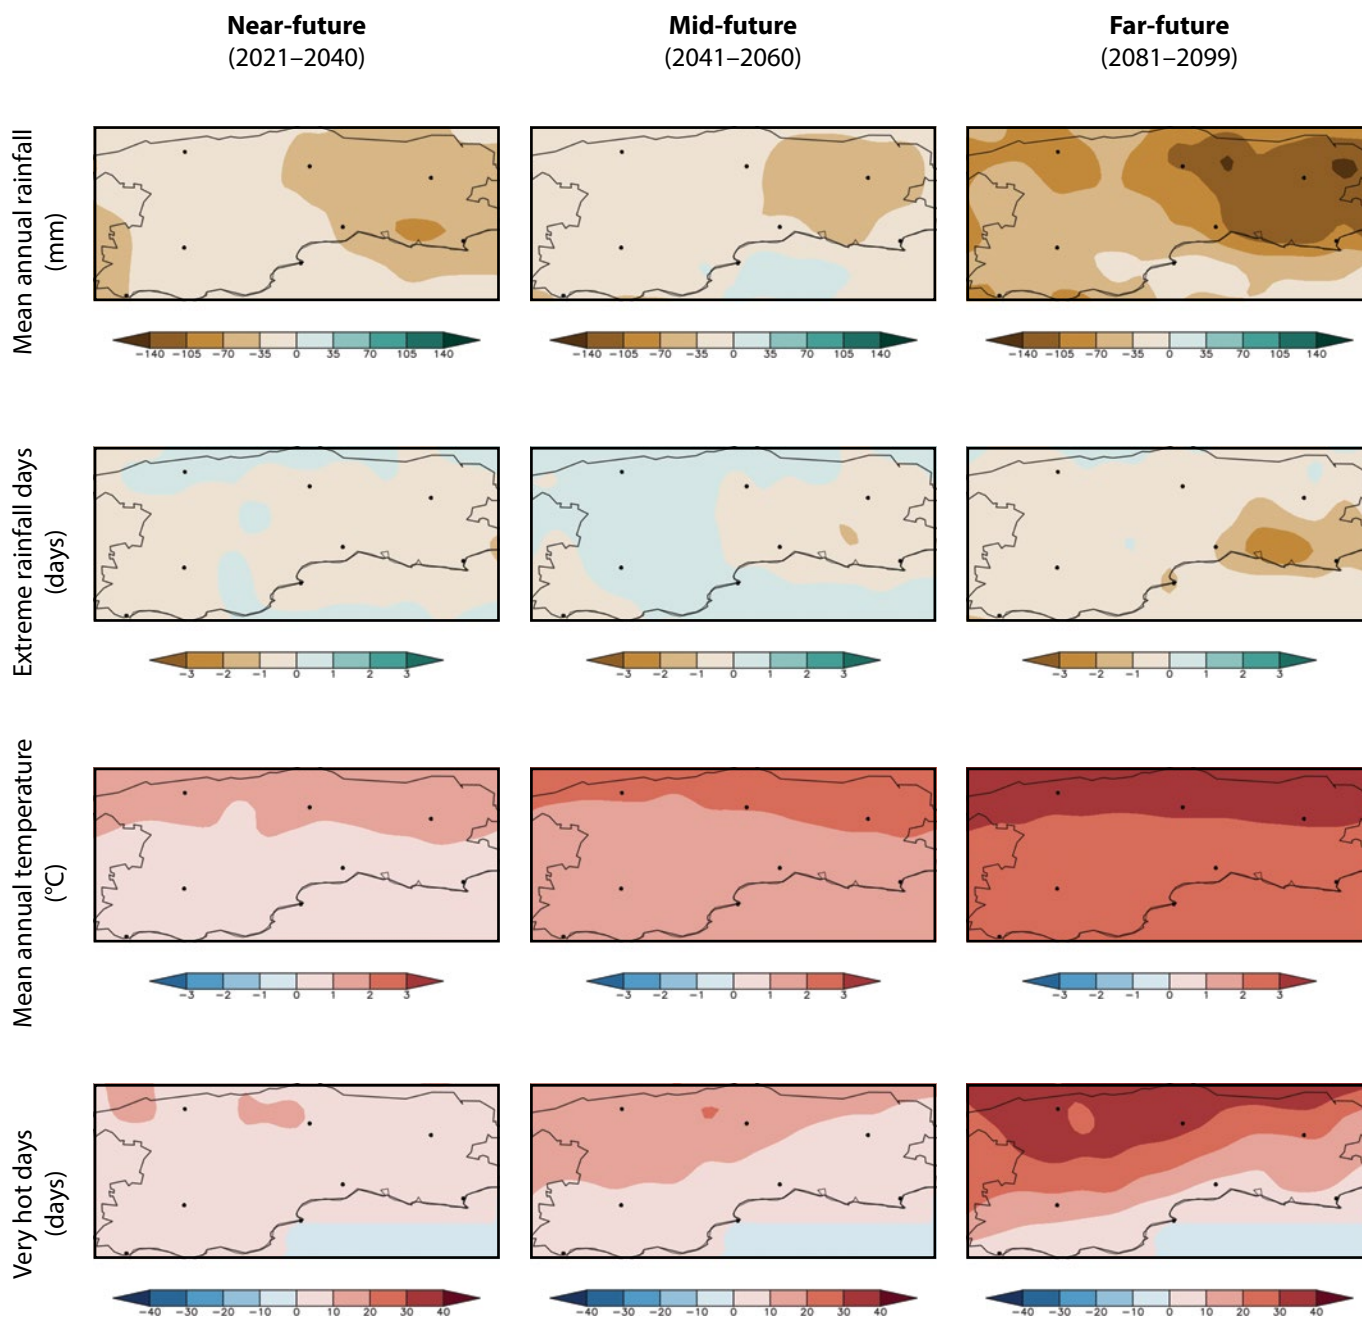 Near-future
(2021–2040)
Mid-future
(2041–2060)
Far-future
(2081–2099)
Mean annual rainfall
(mm)
−140 −105 −70 −35 0 35 70 105 140
−140 −105 −70 −35 0 35 70 105 140
−140 −105 −70 −35 0 35 70 105 140
Extreme rainfall days
(days)
−3 −2 −1 0 1 2 3
−3 −2 −1 0 1 2 3
−3 −2 −1 0 1 2 3
Mean annual temperature
(°C)
−3 −2 −1 0 1 2 3
−3 −2 −1 0 1 2 3
−3 −2 −1 0 1 2 3
Very hot days
(days)
−40 −30 −20 −10 0 10 20 30 40
−40 −30 −20 −10 0 10 20 30 40
−40 −30 −20 −10 0 10 20 30 40